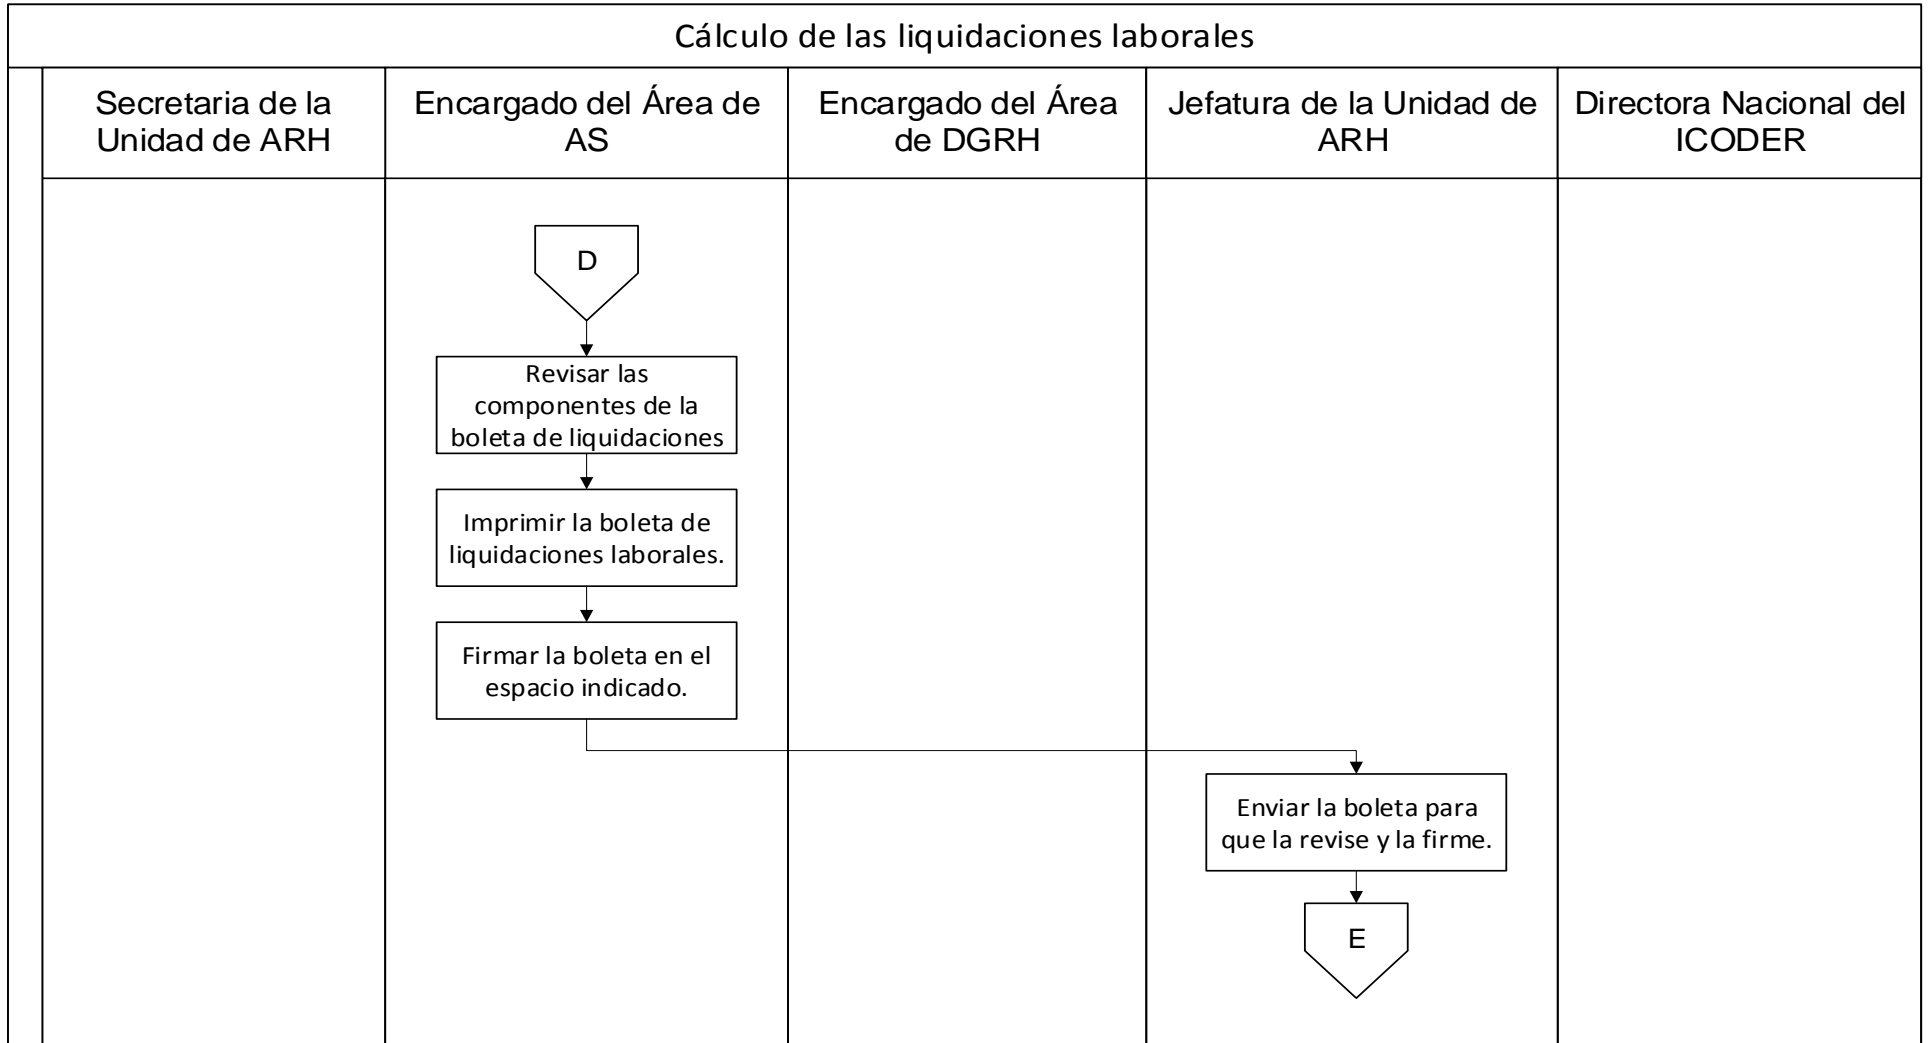 Cálculo de las liquidaciones laborales
Secretaria de la
Unidad de ARH
Encargado del Área de
AS
Encargado del Área
de DGRH
Jefatura de la Unidad de
ARH
Directora Nacional del
ICODER
D
Revisar las
componentes de la
boleta de liquidaciones
Imprimir la boleta de
liquidaciones laborales.
Firmar la boleta en el
espacio indicado.
Enviar la boleta para
que la revise y la firme.
E